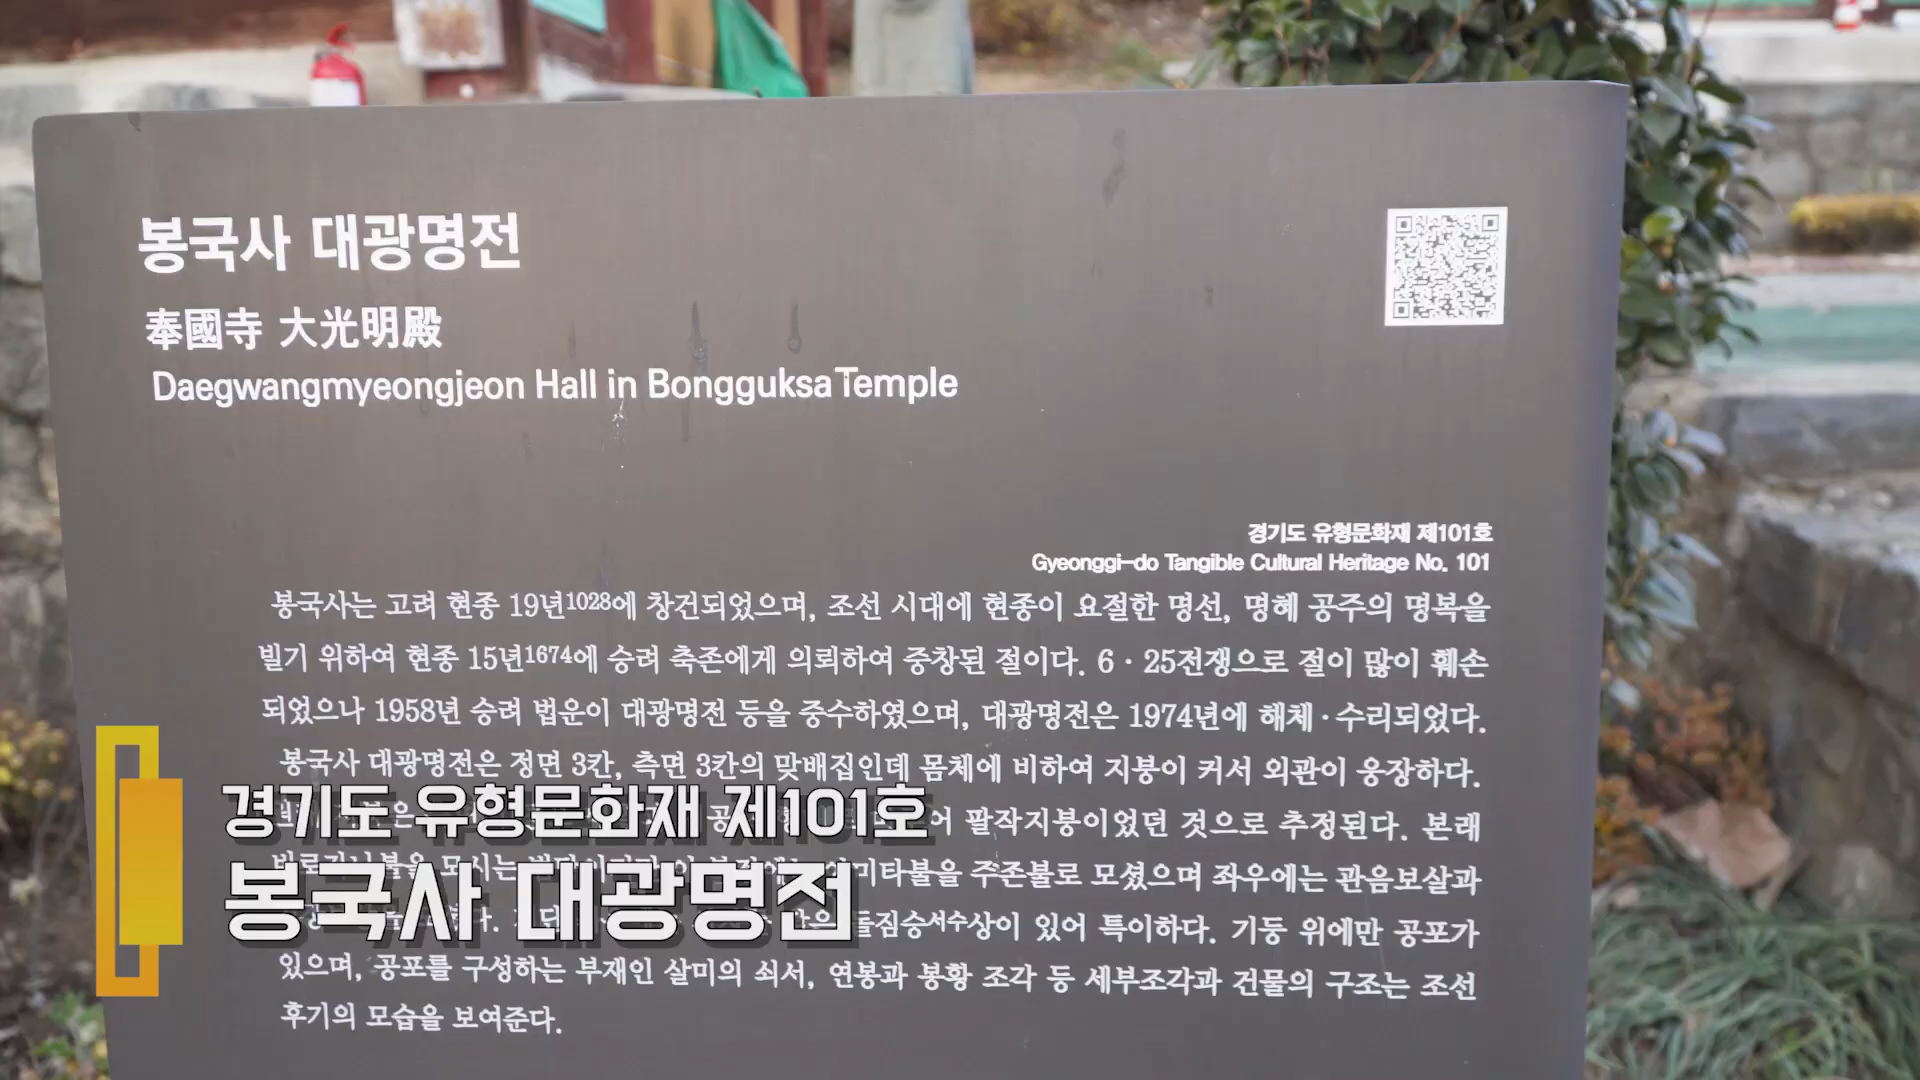 봉국사 대광명전
奉國寺 大光明殿
Daegwangmyeongjeon Hall in Bongguksa Temple
경기도 유형문화재 제101호
Gyeonggi-do Tangible Cultural Heritage No. 101
봉국사는 고려 현종 19년1028에 창건되었으며, 조선 시대에 현종이 요절한 명선, 명혜 공주의 명복을
빌기 위하여 현종 15년1674에 승려 축존에게 의뢰하여 중창된 절이다. 6·25전쟁으로 절이 많이 훼손
되었으나 1958년 승려 법운이 대광명전 등을 중수하였으며, 대광명전은 1974년에 해체·수리되었다.
봉국사 대광명전은 정면 3칸, 측면 3칸의 맞배집인데 몸체에 비하여 지붕이 커서 외관이 웅장하다.
팔작지붕이었던 것으로 추정된다. 본래
모시는 주존불로 모셨으며 좌우에는 관음보살과
돌짐승서수상이 있어 특이하다. 기둥 위에만 공포가
있으며, 공포를 구성하는 부재인 살미의 쇠서, 연봉과 봉황 조각 등 세부조각과 건물의 구조는 조선
후기의 모습을 보여준다.
경기도 유형문화재 제101호
봉국사 대광명전